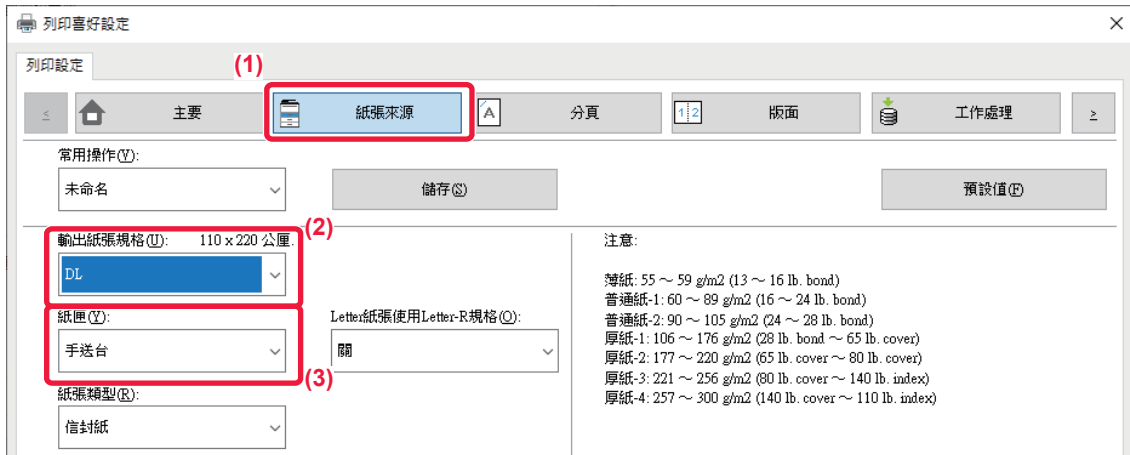 列印喜好設定
列印設定
(1)
≤ 主要 紙張來源 A 分頁 1 2 版面 工作處理 ≥
常用操作(V):
未命名 儲存(S) 預設值(F)
(2)
輸出紙張規格(U): 110 x 220 公厘. 注意:
DL
薄紙: 55 ～ 59 g/m2 (13 ～ 16 lb. bond)
普通紙-1: 60 ～ 89 g/m2 (16 ～ 24 lb. bond)
紙匣(Y): Letter紙張使用Letter-R規格(O): 普通紙-2: 90 ～ 105 g/m2 (24 ～ 28 lb. bond)
厚紙-1: 106 ～ 176 g/m2 (28 lb. bond ～ 65 lb. cover)
手送台 關 厚紙-2: 177 ～ 220 g/m2 (65 lb. cover ～ 80 lb. cover)
(3) 厚紙-3: 221 ～ 256 g/m2 (80 lb. cover ～ 140 lb. index)
紙張類型(R): 厚紙-4: 257 ～ 300 g/m2 (140 lb. cover ～ 110 lb. index)
信封紙